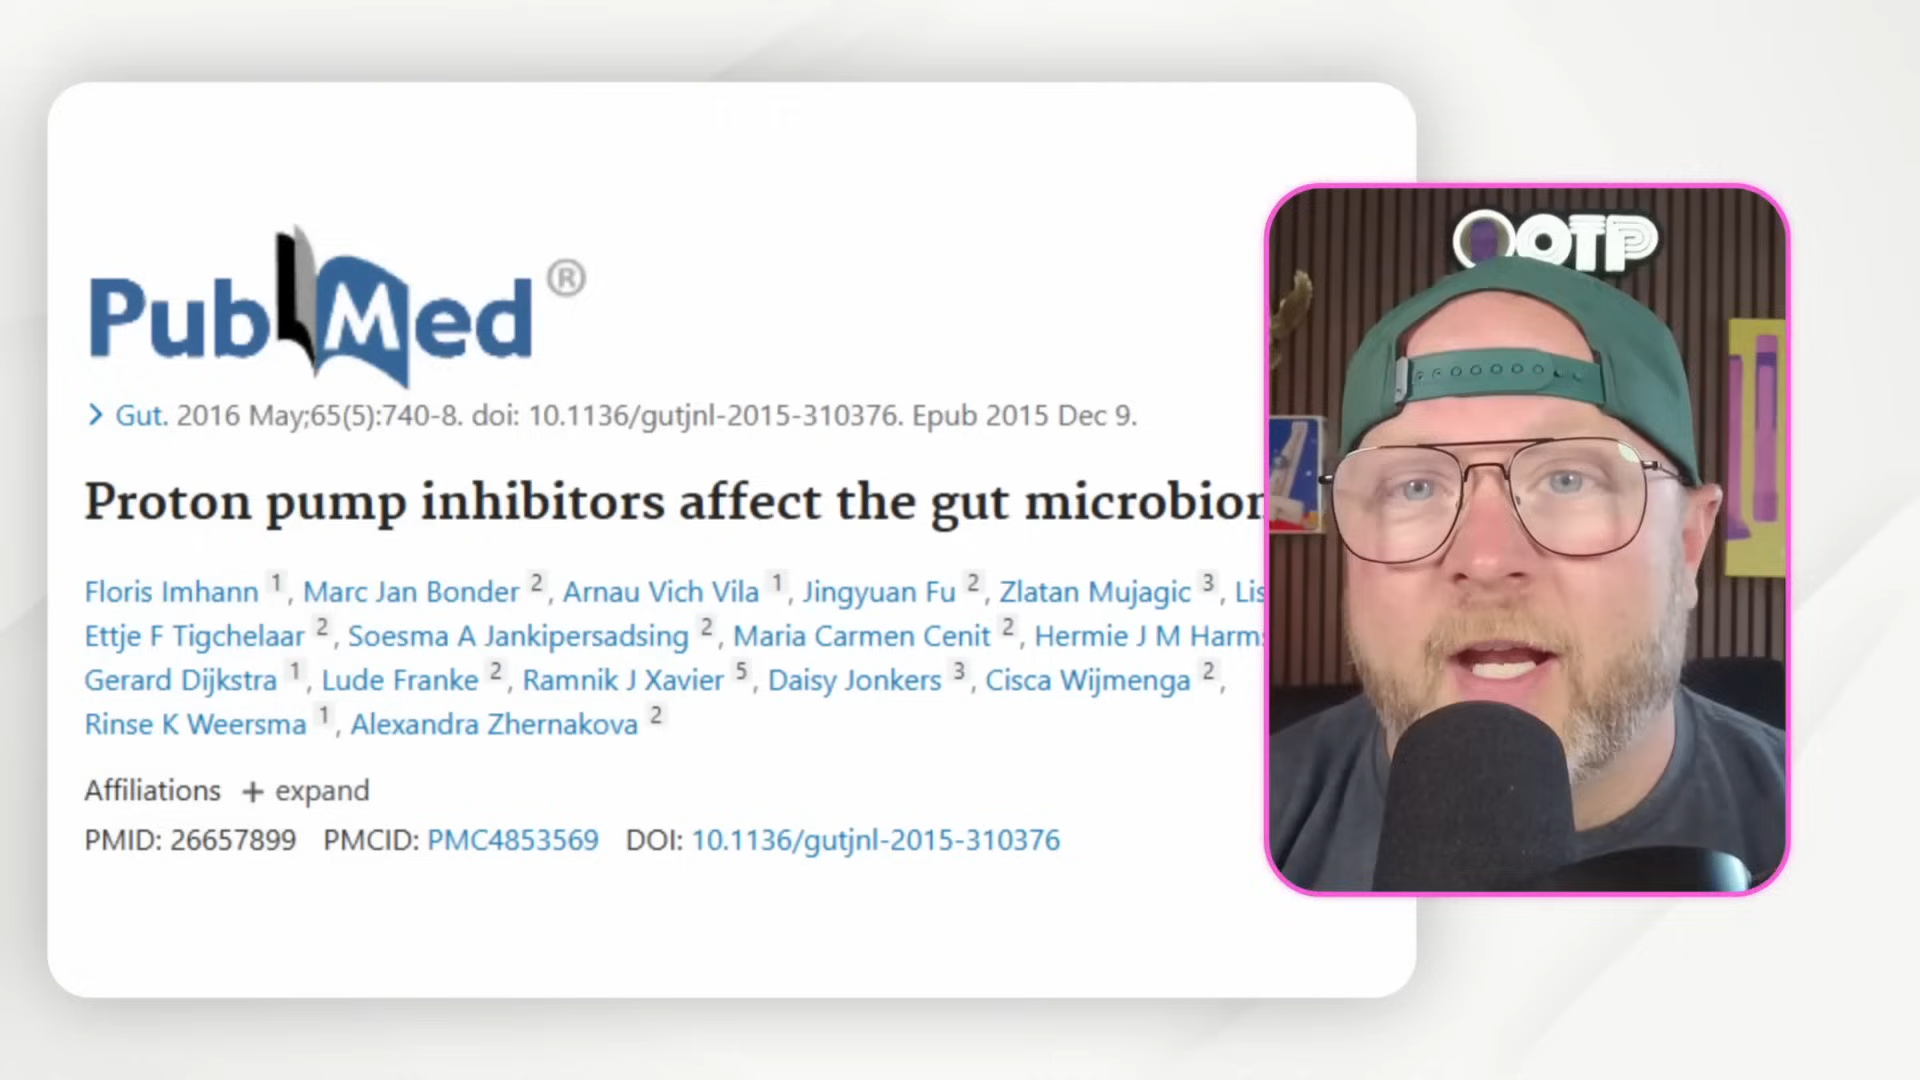 PubMed®
> Gut. 2016 May;65(5):740-8. doi: 10.1136/gutjnl-2015-310376. Epub 2015 Dec 9.
Proton pump inhibitors affect the gut
Floris Imhann 1, Marc Jan Bonder 2, Arnau Vich Vila 1, Jingyuan Fu 2, Zlatan Mujagic 3,
Ettje F Tigchelaar 2, Soesma A Jankipersadsing 2, Maria Carmen Cenit 2, Hermie J M
Gerard Dijkstra 1, Lude Franke 2, Ramnik J Xavier 5, Daisy Jonkers 3, Cisca Wijmenga 2,
Rinse K Weersma 1, Alexandra Zhernakova 2
Affiliations + expand
PMID: 26657899 PMCID: PMC4853569 DOI: 10.1136/gutjnl-2015-310376
OTP